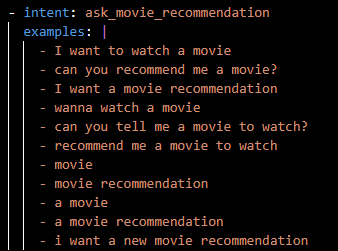 - intent: ask_movie_recommendation
examples: |
- I want to watch a movie
- can you recommend me a movie?
- I want a movie recommendation
- wanna watch a movie
- can you tell me a movie to watch?
- recommend me a movie to watch
- movie
- movie recommendation
- a movie
- a movie recommendation
- i want a new movie recommendation